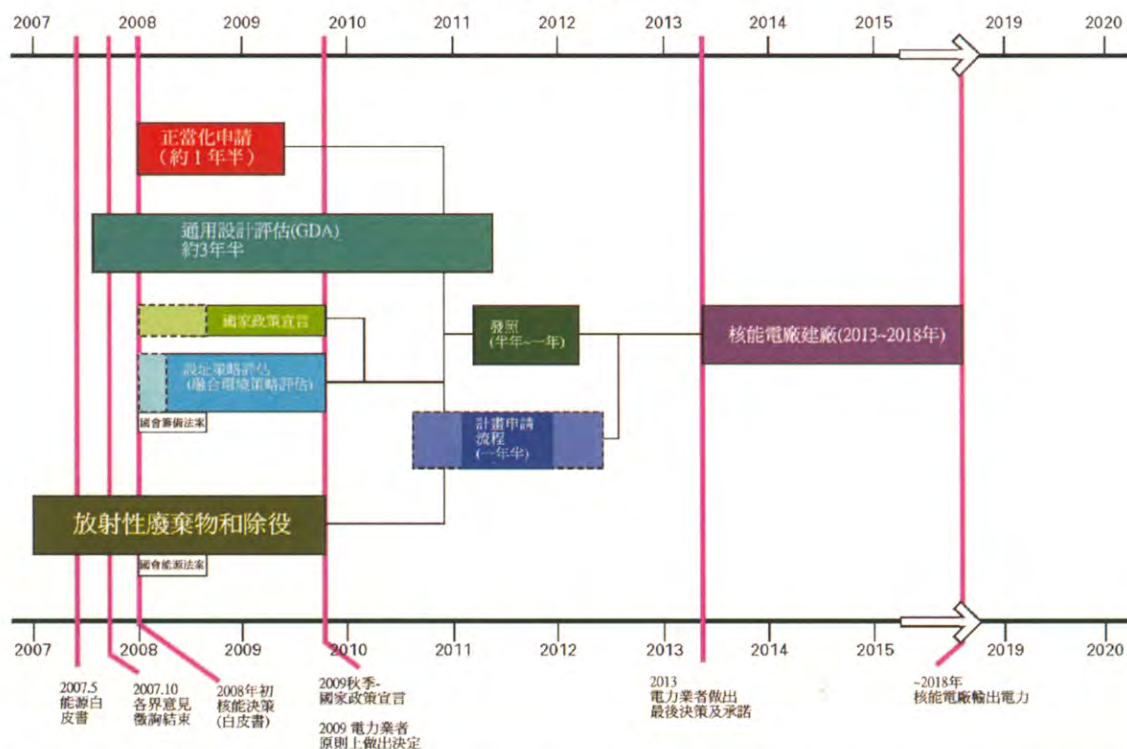 2007 2008 2009 2010 2011 2012 2013 2014 2015 2019 2020
正當化申請
(約1年半)
通用設計評估(GDA)
約3年半
國家政策宣言
設址策略評估
(融合環境策略評估)
國會籌備法案
發照
(半年~一年)
核能電廠建廠(2013~2018年)
計畫申請
流程
(一年半)
放射性廢棄物和除役
國會能源法案
2007 2008 2009 2010 2011 2012 2013 2014 2015 2019 2020
2007.5
能源白
皮書
2007.10
各界意見
徵詢結束
2008年初
核能決策
(白皮書)
2009秋季-
國家政策宣言
2009 電力業者
原則上做出決定
2013
電力業者做出
最後決策及承諾
~2018年
核能電廠輸出電力